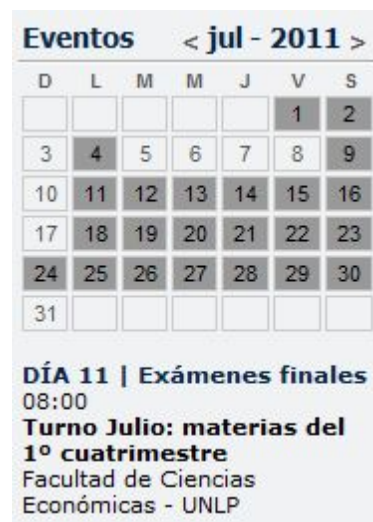 Eventos < jul - 2011 >
D L M M J V S
1 2
3 4 5 6 7 8 9
10 11 12 13 14 15 16
17 18 19 20 21 22 23
24 25 26 27 28 29 30
31
DÍA 11 | Exámenes finales
08:00
Turno Julio: materias del
1º cuatrimestre
Facultad de Ciencias
Económicas - UNLP